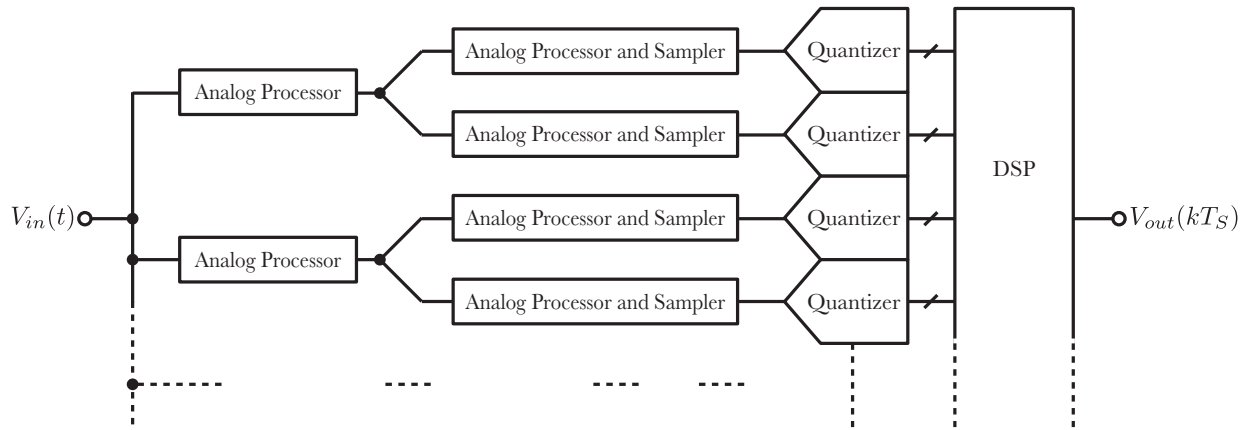 Analog Processor and Sampler
Quantizer
Analog Processor
Analog Processor and Sampler
Quantizer
DSP
Analog Processor and Sampler
Quantizer
V_{in}(t)
V_{out}(kT_S)
Analog Processor
Analog Processor and Sampler
Quantizer